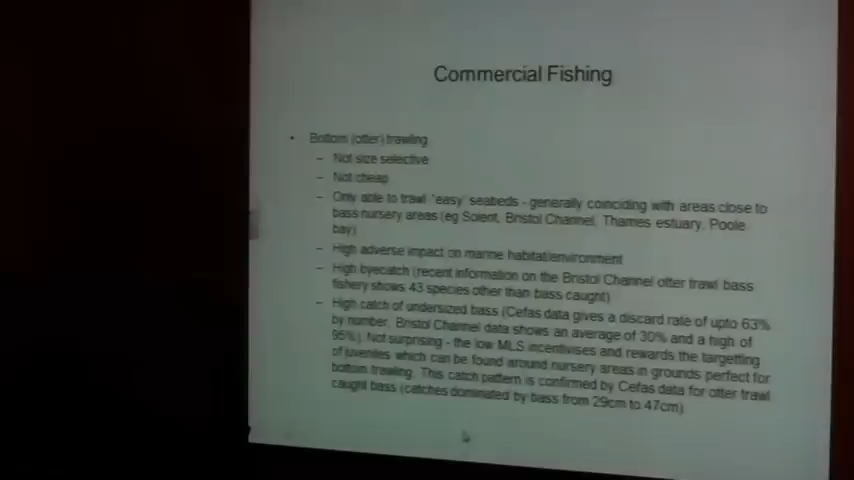 Commercial Fishing
• Bottom (otter) trawling
– Not size selective
– Not cheap
– Only able to trawl 'easy' seabeds - generally coinciding with areas close to
bass nursery areas (eg Solent, Bristol Channel, Thames estuary, Poole
bay)
– High adverse impact on marine habitat/environment
– High byecatch (recent information on the Bristol Channel otter trawl bass
fishery shows 43 species other than bass caught)
– High catch of undersized bass (Cefas data gives a discard rate of upto 63%
by number, Bristol Channel data shows an average of 30% and a high of
95%). Not surprising - the low MLS incentivises and rewards the targetting
of juveniles which can be found around nursery areas in grounds perfect for
bottom trawling. This catch pattern is confirmed by Cefas data for otter trawl
caught bass (catches dominated by bass from 29cm to 47cm)